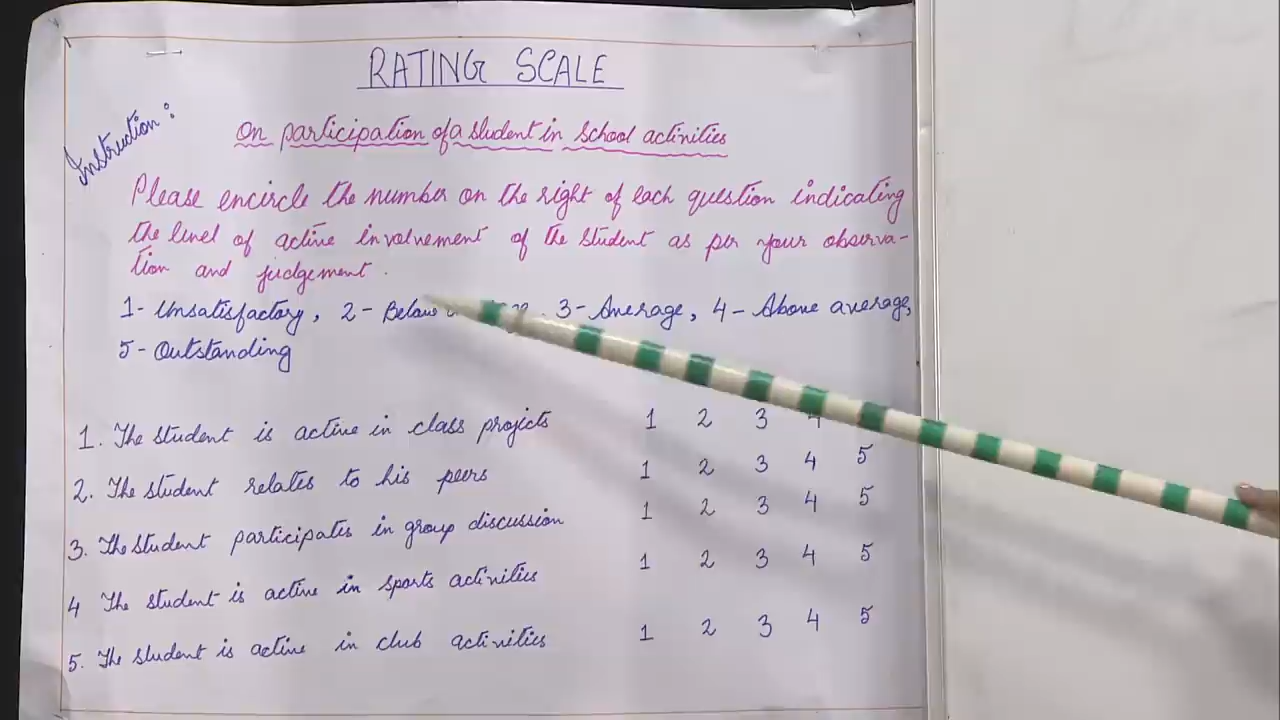 RATING SCALE
Instruction:
On participation of a student in School activities
Please encircle the number on the right of each question indicating
the level of active involvement of the student as per your observa-
tion and judgement.
1- Unsatisfactory, 2- Below 3- Average, 4- Above average,
5- Outstanding
1. The student is active in class projects 1 2 3 4
2. The student relates to his peers 1 2 3 4 5
3. The student participates in group discussion 1 2 3 4 5
4 The student is active in sports activities 1 2 3 4 5
5. The student is active in club activities 1 2 3 4 5